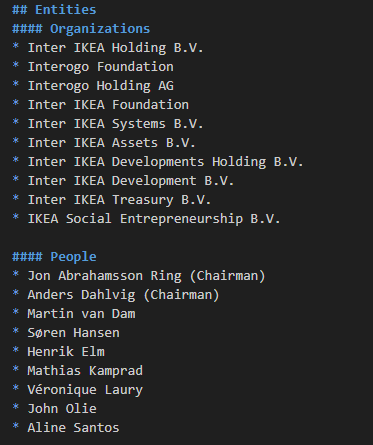 ## Entities
#### Organizations
* Inter IKEA Holding B.V.
* Interogo Foundation
* Interogo Holding AG
* Inter IKEA Foundation
* Inter IKEA Systems B.V.
* Inter IKEA Assets B.V.
* Inter IKEA Developments Holding B.V.
* Inter IKEA Development B.V.
* Inter IKEA Treasury B.V.
* IKEA Social Entrepreneurship B.V.
#### People
* Jon Abrahamsson Ring (Chairman)
* Anders Dahlvig (Chairman)
* Martin van Dam
* Søren Hansen
* Henrik Elm
* Mathias Kamprad
* Véronique Laury
* John Olie
* Aline Santos